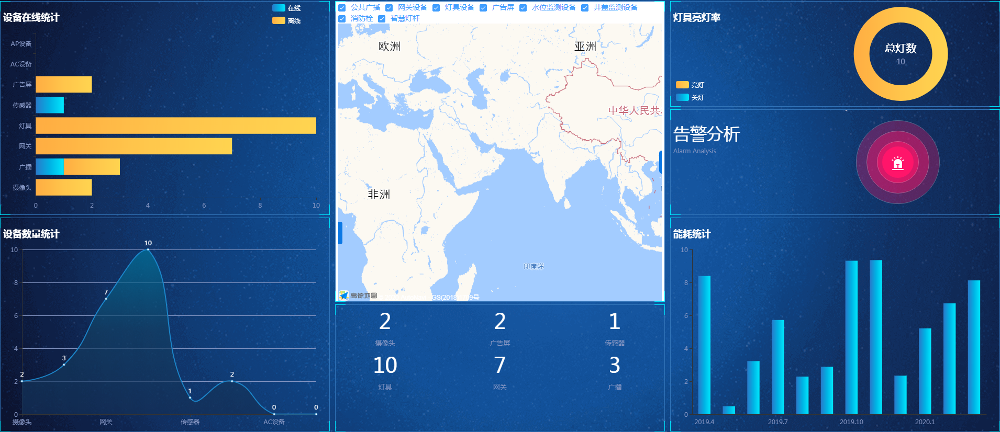 设备在线统计
在线
离线
AP设备
AC设备
广告屏
传感器
灯具
网关
广播
摄像头
0 2 4 6 8 10
设备数量统计
10
8
6
4
2
0
2
3
7
10
1
2
0
0
摄像头 网关 传感器 AC设备
公共广播 网关设备 灯具设备 广告屏 水位监测设备 井盖监测设备
消防栓 智慧灯杆
欧洲
亚洲
中华人民共
非洲
印度洋
高德地图
GS(2018)1709号
2 2 1
摄像头 广告屏 传感器
10 7 3
灯具 网关 广播
灯具亮灯率
总灯数
10
亮灯
关灯
告警分析
Alarm Analysis
能耗统计
10
8
6
4
2
0
2019.4 2019.7 2019.10 2020.1